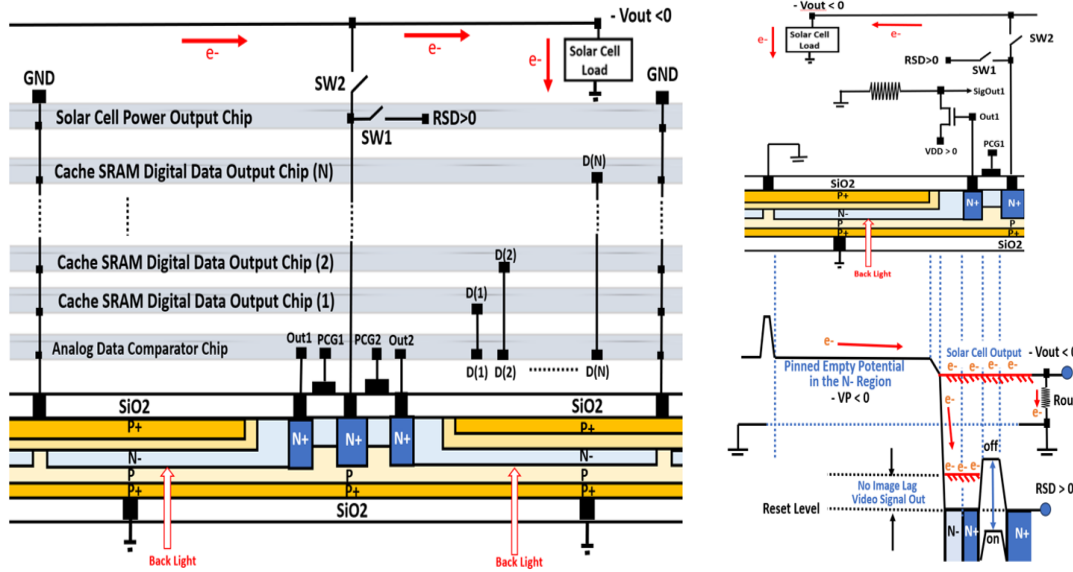 - Vout <0
e-
e-
e-
Solar Cell
Load
GND
GND
SW2
Solar Cell Power Output Chip
RSD>0
SW1
Cache SRAM Digital Data Output Chip (N)
D(N)
Cache SRAM Digital Data Output Chip (2)
D(2)
Cache SRAM Digital Data Output Chip (1)
D(1)
Out1
PCG1
PCG2
Out2
Analog Data Comparator Chip
D(1)
D(2)
D(N)
SiO2
SiO2
P+
P+
N+
N+
N+
N-
N-
P
P
P
P+
P+
P+
SiO2
Back Light
Back Light
- Vout < 0
e-
e-
Solar Cell
Load
SW2
RSD>0
SW1
SigOut1
Out1
VDD > 0
PCG1
SiO2
P+
N+
N+
N-
P
P
P+
P+
SiO2
Back Light
e-
Solar Cell Output
- Vout < 0
Pinned Empty Potential
in the N- Region
- VP < 0
e-
e-
e-
e-
e-
Rou
e-
off
e-
e-
e-
No Image Lag
Video Signal Out
RSD > 0
Reset Level
on
N-
N+
N+